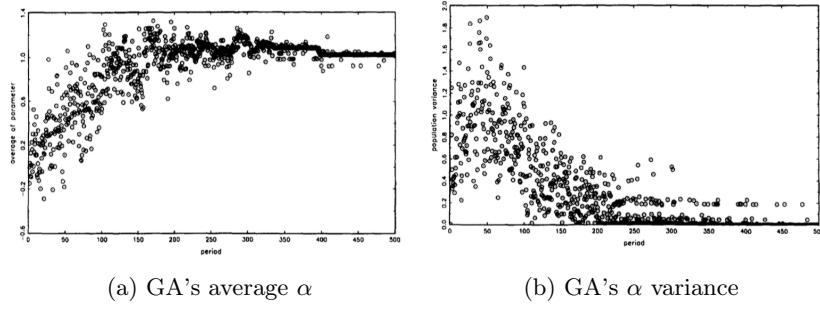 1.4
1.0
0.6
0.2
-0.2
-0.6
average of parameter
0 50 100 150 200 250 300 350 400 450 500
period
(a) GA's average α
2.0
1.8
1.6
1.4
1.2
1.0
0.8
0.6
0.4
0.2
0.0
population variance
0 50 100 150 200 250 300 350 400 450 500
period
(b) GA's α variance